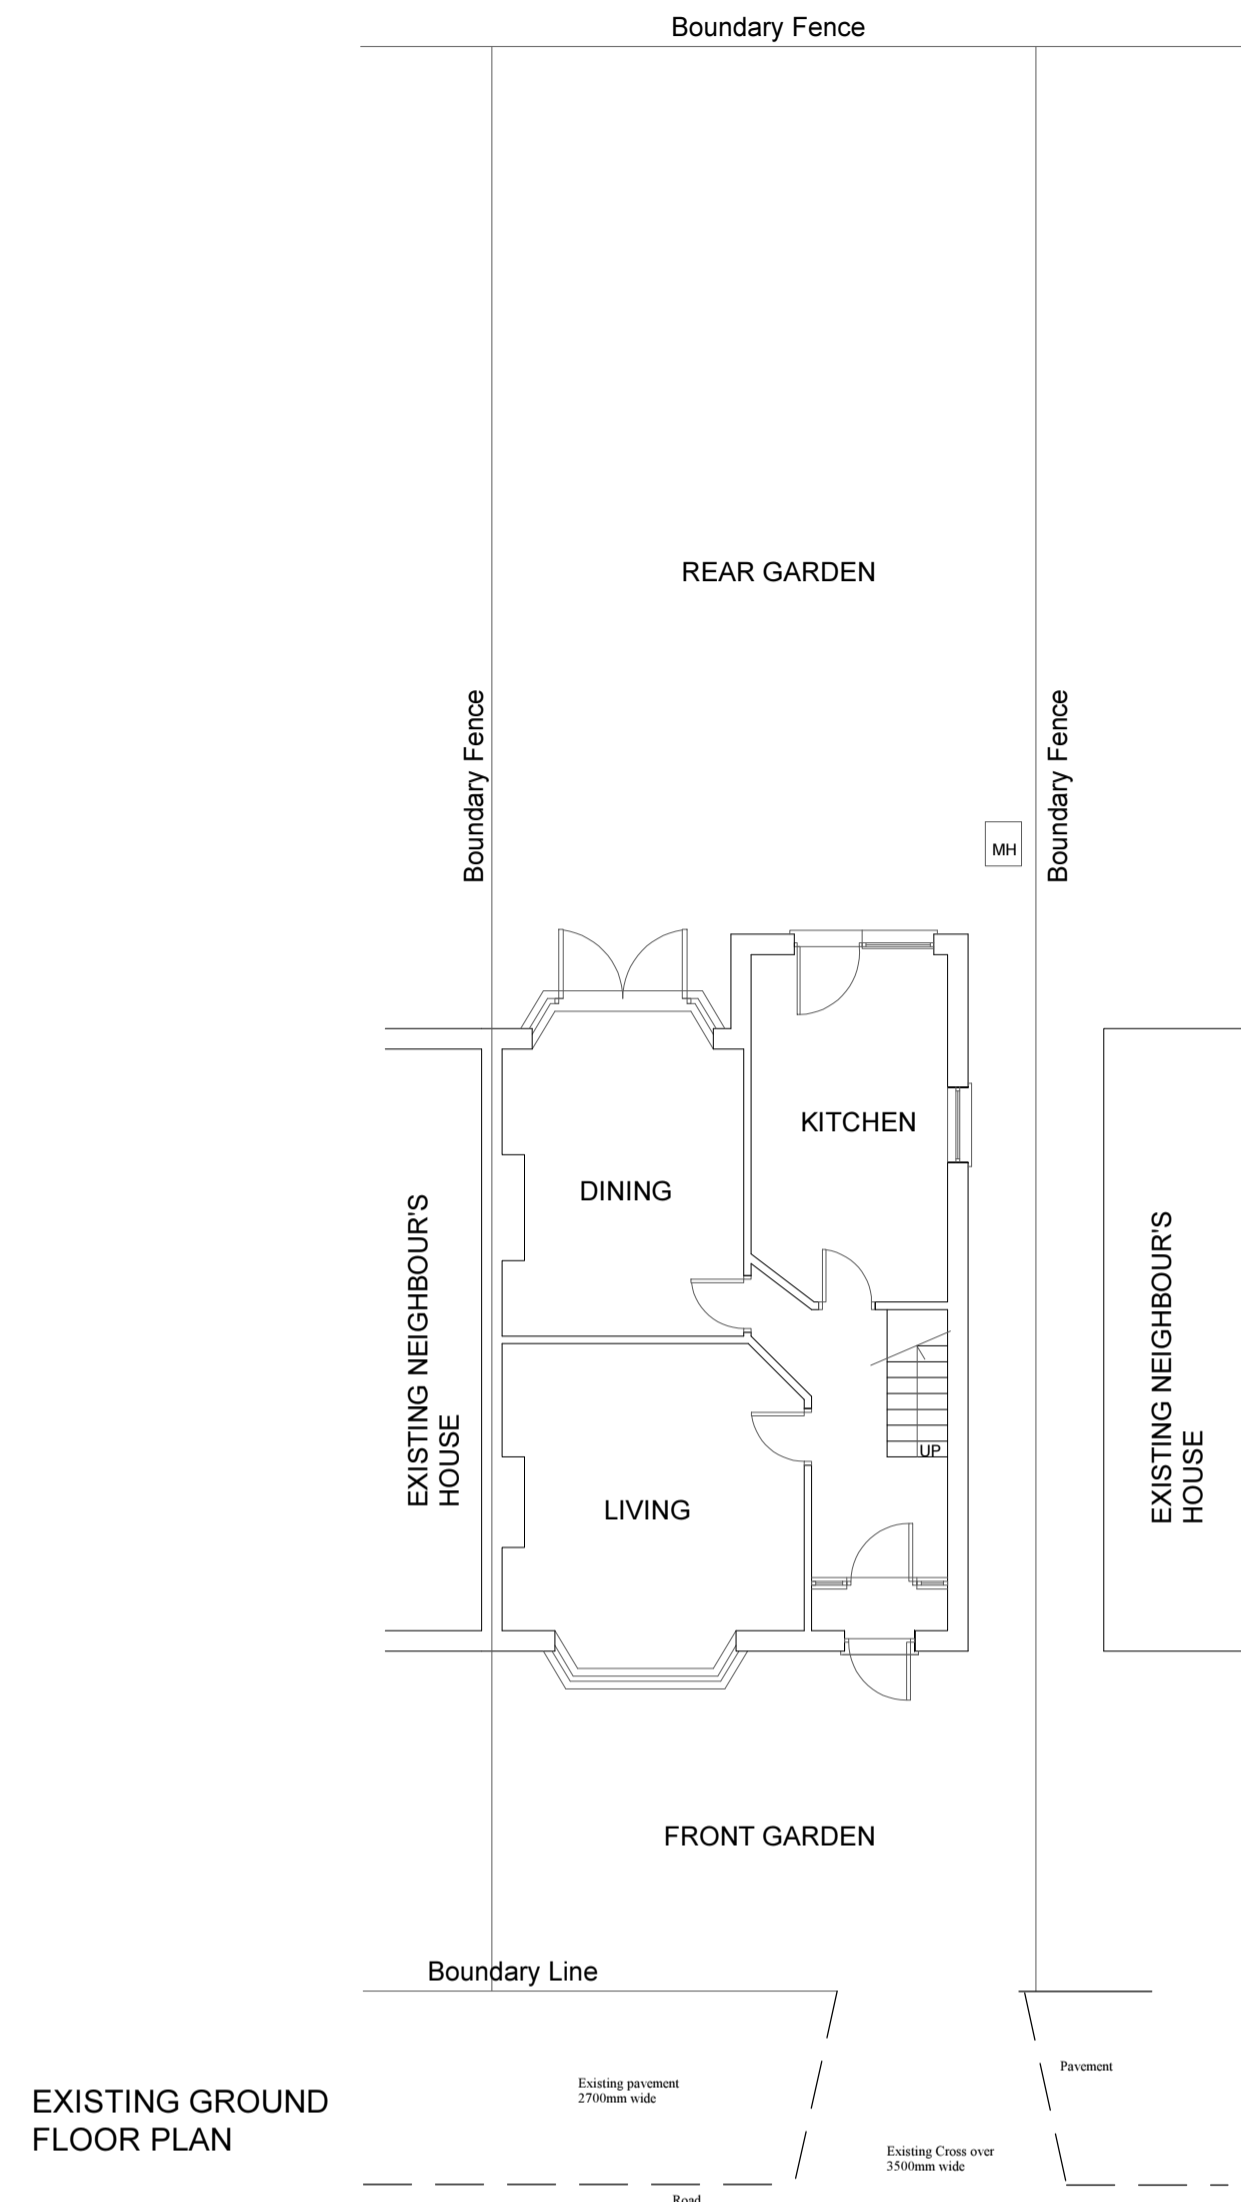 Boundary Fence
REAR GARDEN
Boundary Fence
Boundary Fence
MH
KITCHEN
DINING
EXISTING NEIGHBOUR'S
HOUSE
EXISTING NEIGHBOUR'S
HOUSE
UP
LIVING
FRONT GARDEN
Boundary Line
Pavement
Existing pavement
2700mm wide
EXISTING GROUND
FLOOR PLAN
Existing Cross over
3500mm wide
Road